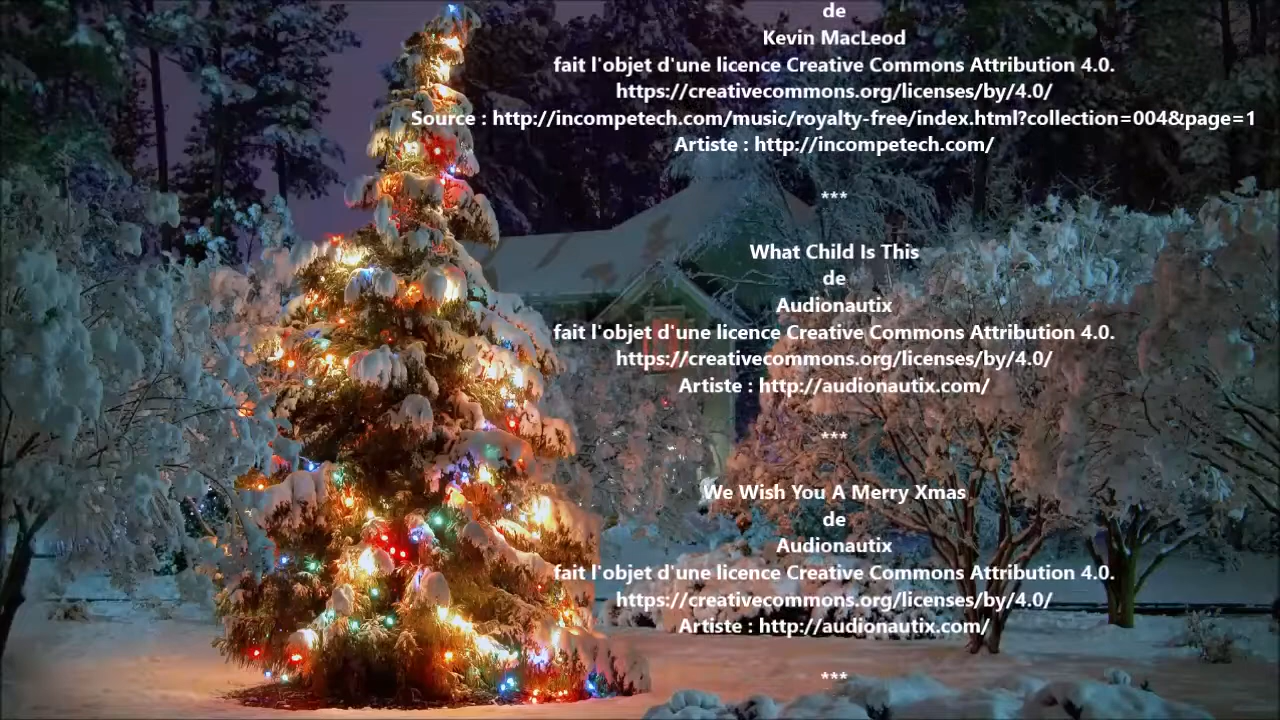 de
Kevin MacLeod
fait l'objet d'une licence Creative Commons Attribution 4.0.
https://creativecommons.org/licenses/by/4.0/
Source : http://incompetech.com/music/royalty-free/index.html?collection=004&page=1
Artiste : http://incompetech.com/
***
What Child Is This
de
Audionautix
fait l'objet d'une licence Creative Commons Attribution 4.0.
https://creativecommons.org/licenses/by/4.0/
Artiste : http://audionautix.com/
***
We Wish You A Merry Xmas
de
Audionautix
fait l'objet d'une licence Creative Commons Attribution 4.0.
https://creativecommons.org/licenses/by/4.0/
Artiste : http://audionautix.com/
***